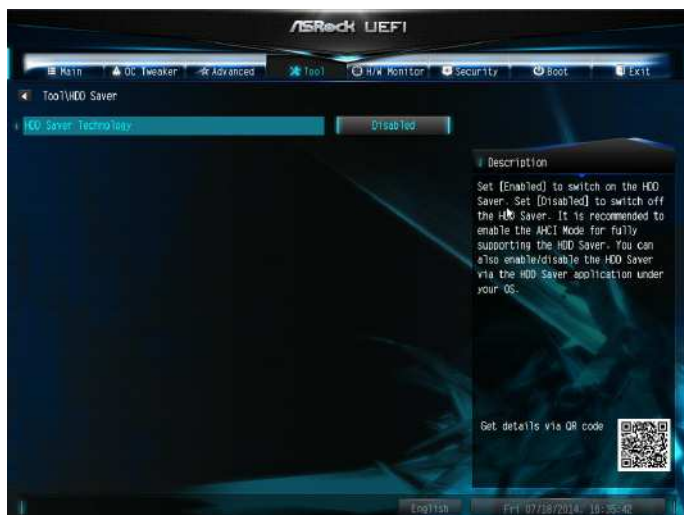 ASRock UEFI
Main OC Tweaker Advanced Tool H/W Monitor Security Boot Exit
Tool\HDD Saver
HDD Saver Technology Disabled
Description
Set [Enabled] to switch on the HDD
Saver. Set [Disabled] to switch off
the HDD Saver. It is recommended to
enable the AHCI Mode for fully
supporting the HDD Saver. You can
also enable/disable the HDD Saver
via the HDD Saver application under
your OS.
Get details via QR code
English Fri 07/18/2014, 16:35:42